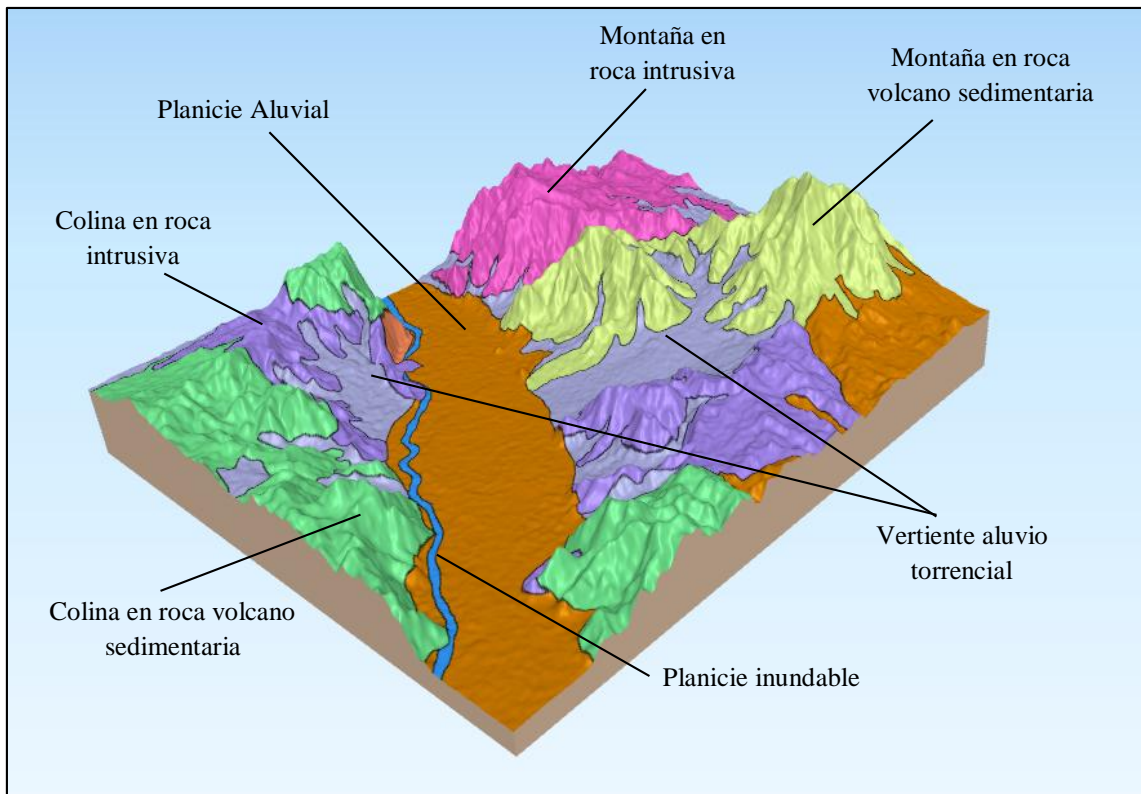 Montaña en
roca intrusiva
Montaña en roca
volcano sedimentaria
Planicie Aluvial
Colina en roca
intrusiva
Vertiente aluvio
torrencial
Colina en roca volcano
sedimentaria
Planicie inundable